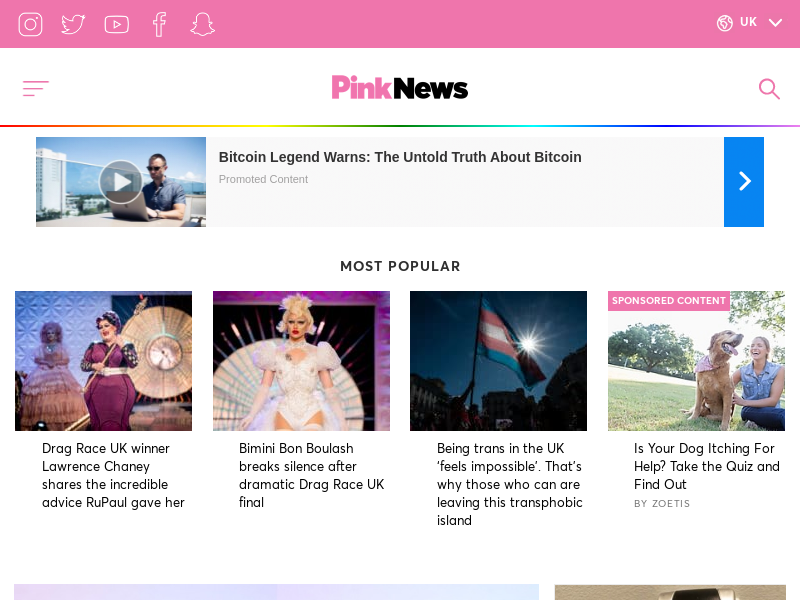 UK
PinkNews
Bitcoin Legend Warns: The Untold Truth About Bitcoin
Promoted Content
MOST POPULAR
Drag Race UK winner
Lawrence Chaney
shares the incredible
advice RuPaul gave her
Bimini Bon Boulash
breaks silence after
dramatic Drag Race UK
final
Being trans in the UK
‘feels impossible’. That’s
why those who can are
leaving this transphobic
island
SPONSORED CONTENT
Is Your Dog Itching For
Help? Take the Quiz and
Find Out
BY ZOETIS